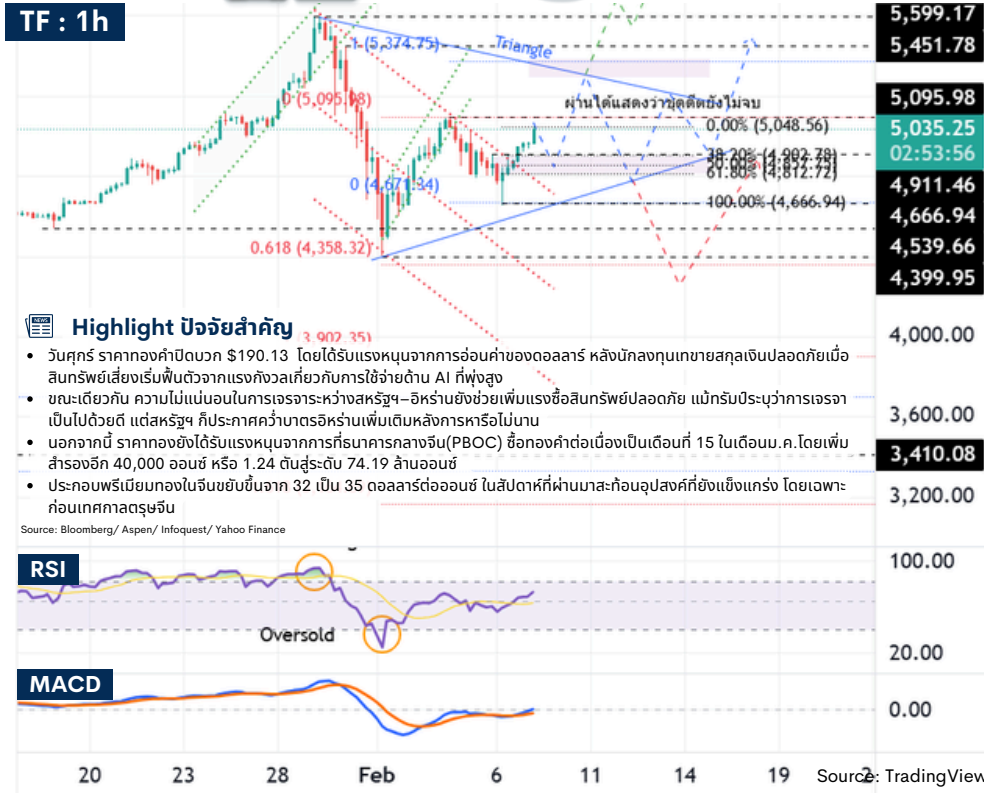 TF : 1h
5,599.17
1 (5,374.75)
Triangle
5,451.78
0 (5,095.98)
ผ่านได้แสดงว่าชุดดีดยังไม่จบ
5,095.98
0.00% (5,048.56)
5,035.25
02:53:56
38.20% (4,902.78)
61.80% (4,812.72)
0 (4,671.34)
4,911.46
100.00% (4,666.94)
4,666.94
0.618 (4,358.32)
4,539.66
4,399.95
Highlight ปัจจัยสำคัญ
(3,902.35)
4,000.00
• วันศุกร์ ราคาทองคำปิดบวก $190.13 โดยได้รับแรงหนุนจากการอ่อนค่าของดอลลาร์ หลังนักลงทุนเทขายสกุลเงินปลอดภัยเมื่อ
สินทรัพย์เสี่ยงเริ่มฟื้นตัวจากแรงกังวลเกี่ยวกับการใช้จ่ายด้าน AI ที่พุ่งสูง
• ขณะเดียวกัน ความไม่แน่นอนในการเจรจาระหว่างสหรัฐฯ–อิหร่านยังช่วยเพิ่มแรงซื้อสินทรัพย์ปลอดภัย แม้ทรัมป์ระบุว่าการเจรจา
เป็นไปด้วยดี แต่สหรัฐฯ ก็ประกาศคว่ำบาตรอิหร่านเพิ่มเติมหลังการหารือไม่นาน
3,600.00
• นอกจากนี้ ราคาทองยังได้รับแรงหนุนจากการที่ธนาคารกลางจีน(PBOC) ซื้อทองคำต่อเนื่องเป็นเดือนที่ 15 ในเดือนม.ค.โดยเพิ่ม
สำรองอีก 40,000 ออนซ์ หรือ 1.24 ตันสู่ระดับ 74.19 ล้านออนซ์
3,410.08
• ประกอบพรีเมียมทองในจีนขยับขึ้นจาก 32 เป็น 35 ดอลลาร์ต่อออนซ์ ในสัปดาห์ที่ผ่านมาสะท้อนอุปสงค์ที่ยังแข็งแกร่ง โดยเฉพาะ
ก่อนเทศกาลตรุษจีน
3,200.00
Source: Bloomberg/ Aspen/ Infoquest/ Yahoo Finance
RSI
100.00
Oversold
20.00
MACD
0.00
20 23 28 Feb 6 11 14 19
Source: TradingView